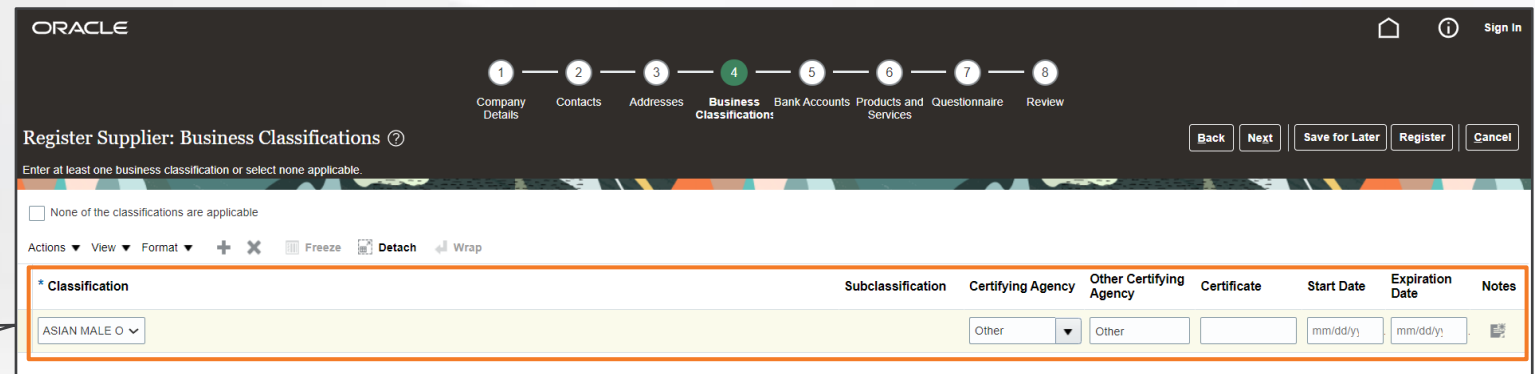 ORACLE
Sign In
1 2 3 4 5 6 7 8
Company Details
Contacts
Addresses
Business Classifications
Bank Accounts
Products and Services
Questionnaire
Review
Register Supplier: Business Classifications
Back Next Save for Later Register Cancel
Enter at least one business classification or select none applicable.
None of the classifications are applicable
Actions View Format Freeze Detach Wrap
* Classification Subclassification Certifying Agency Other Certifying Agency Certificate Start Date Expiration Date Notes
ASIAN MALE O Other Other mm/dd/y mm/dd/y